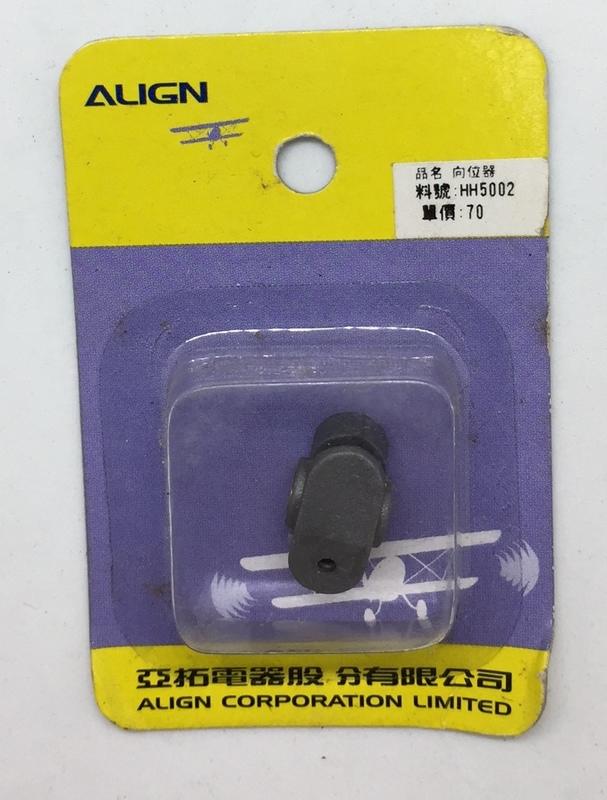 ALIGN
品名 向位器
料號:HH5002
單價:70
亞拓電器股份有限公司
ALIGN CORPORATION LIMITED